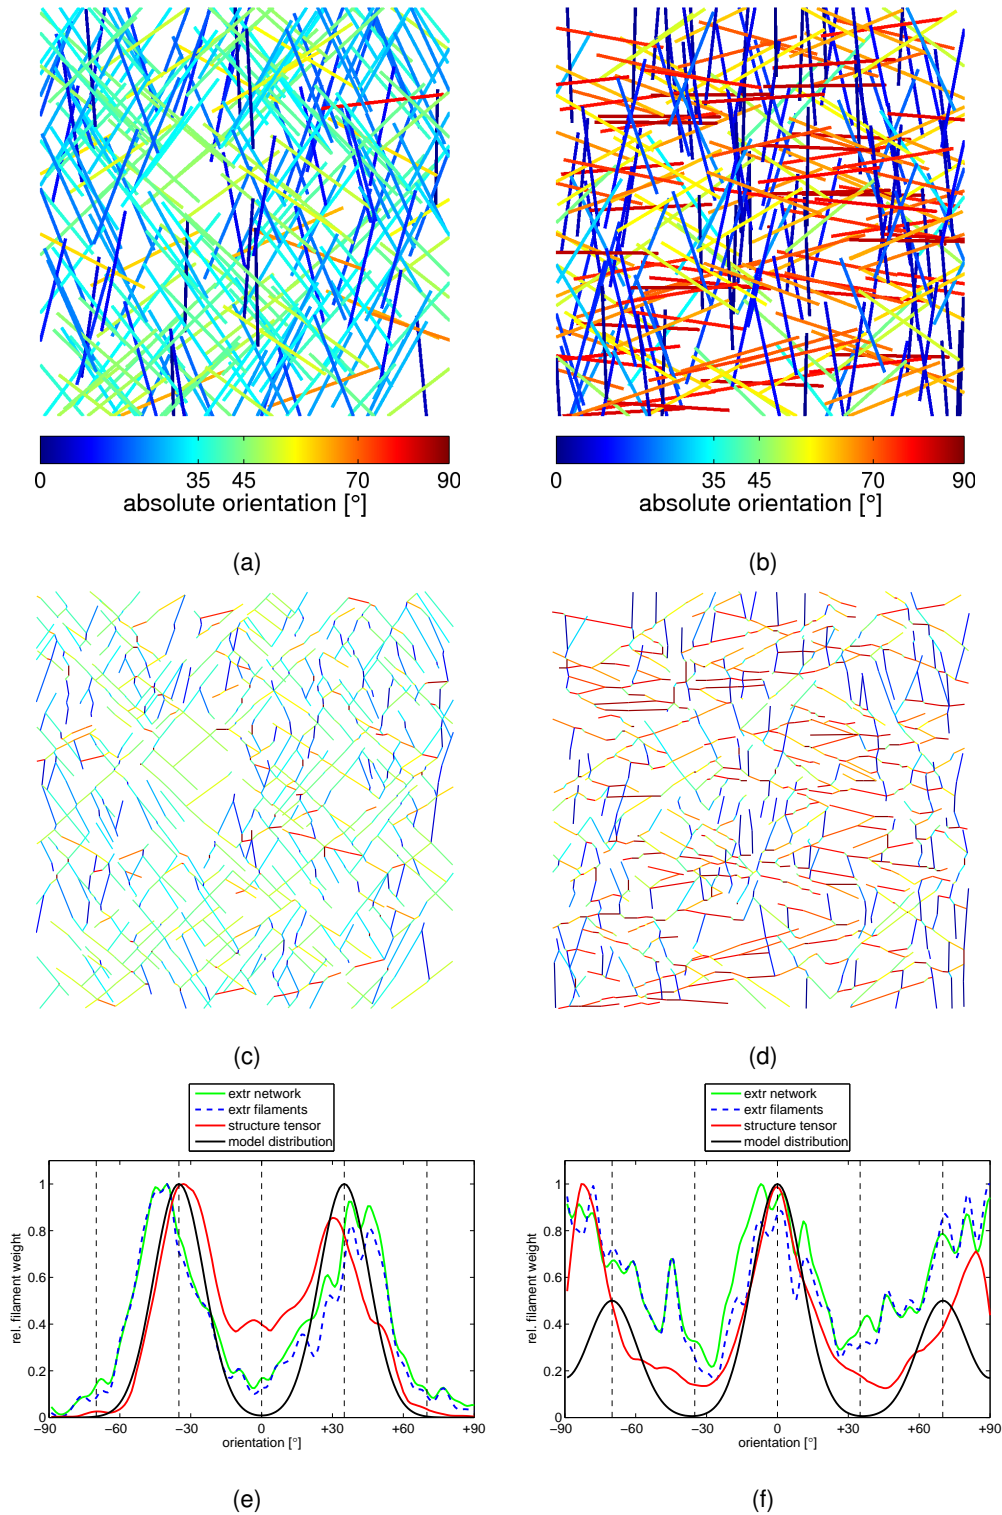 0 35 45 70 90
absolute orientation [°]
(a)
0 35 45 70 90
absolute orientation [°]
(b)
(c)
(d)
extr network
extr filaments
structure tensor
model distribution
rel. filament weight
1
0.8
0.6
0.4
0.2
0
−90 −60 −30 0 +30 +60 +90
orientation [°]
(e)
extr network
extr filaments
structure tensor
model distribution
rel. filament weight
1
0.8
0.6
0.4
0.2
0
−90 −60 −30 0 +30 +60 +90
orientation [°]
(f)